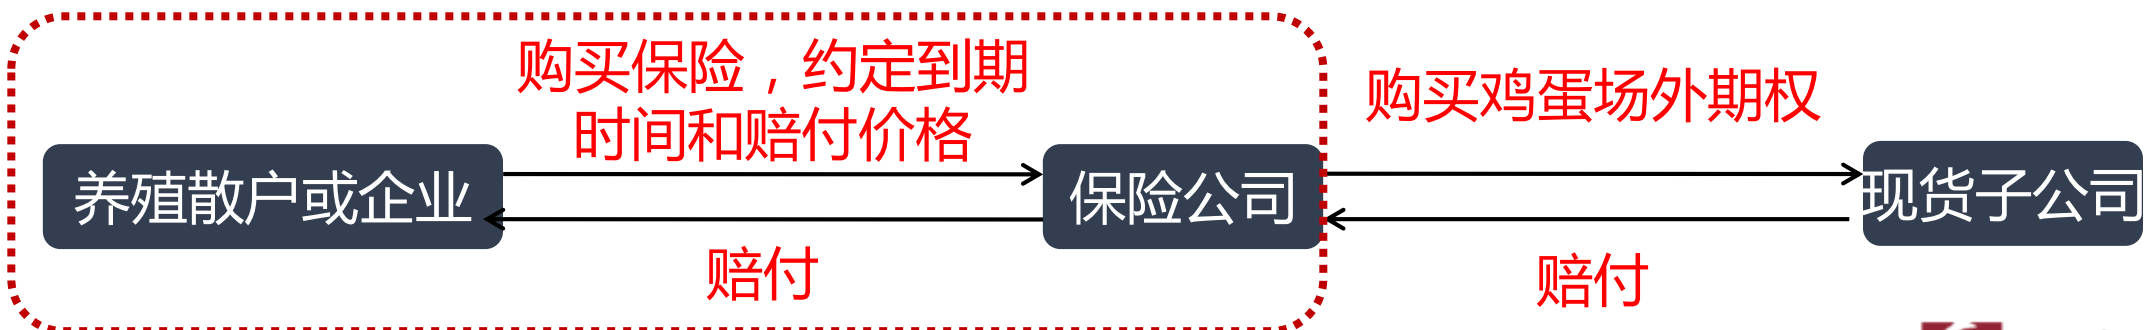 购买保险，约定到期
时间和赔付价格
购买鸡蛋场外期权
养殖散户或企业
保险公司
现货子公司
赔付
赔付